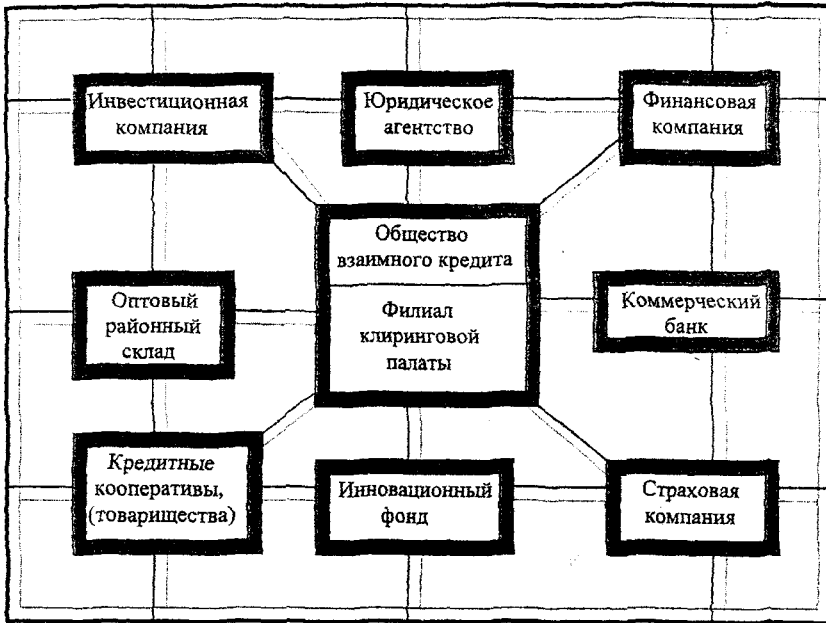 Инвестиционная
компания
Юридическое
агентство
Финансовая
компания
Общество
взаимного кредита
Филиал
клиринговой
палаты
Оптовый
районный
склад
Коммерческий
банк
Кредитные
кооперативы,
(товарищества)
Инновационный
фонд
Страховая
компания